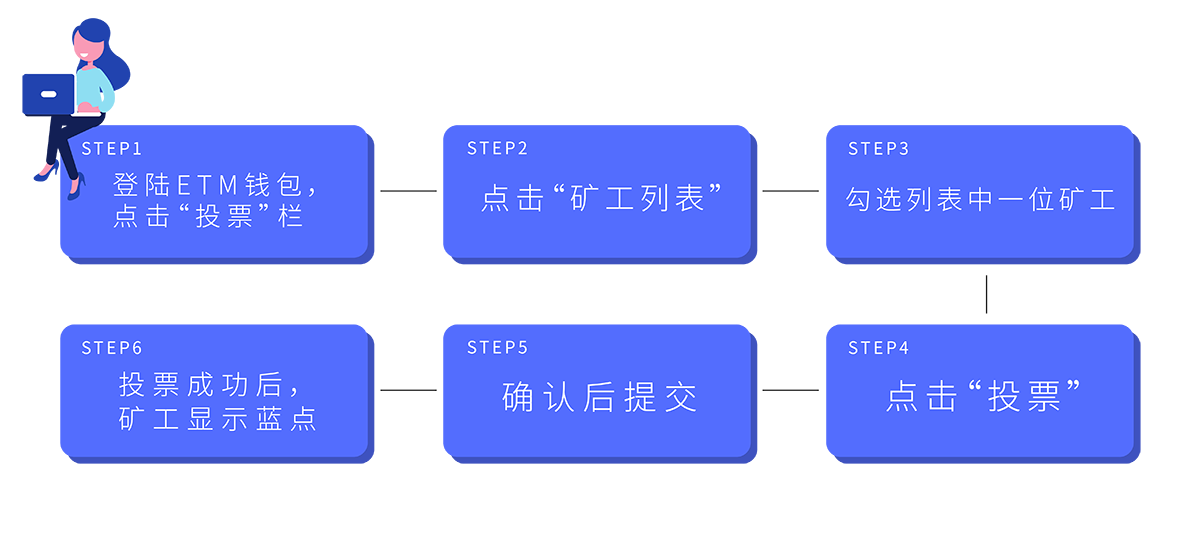 STEP1
登陆ETM钱包，
点击“投票”栏
STEP2
点击“矿工列表”
STEP3
勾选列表中一位矿工
STEP4
点击“投票”
STEP5
确认后提交
STEP6
投票成功后，
矿工显示蓝点